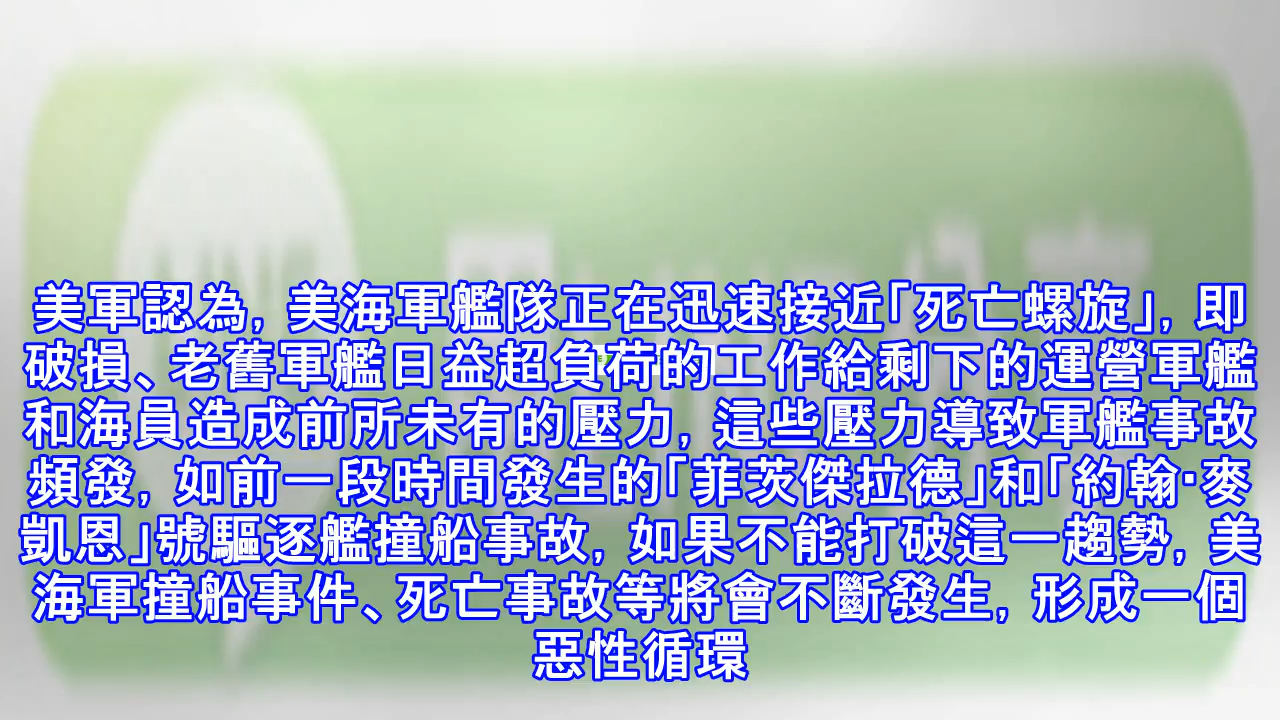 美軍認為, 美海軍艦隊正在迅速接近「死亡螺旋」, 即
破損、老舊軍艦日益超負荷的工作給剩下的運營軍艦
和海員造成前所未有的壓力, 這些壓力導致軍艦事故
頻發, 如前一段時間發生的「菲茨傑拉德」和「約翰·麥
凱恩」號驅逐艦撞船事故, 如果不能打破這一趨勢, 美
海軍撞船事件、死亡事故等將會不斷發生, 形成一個
惡性循環